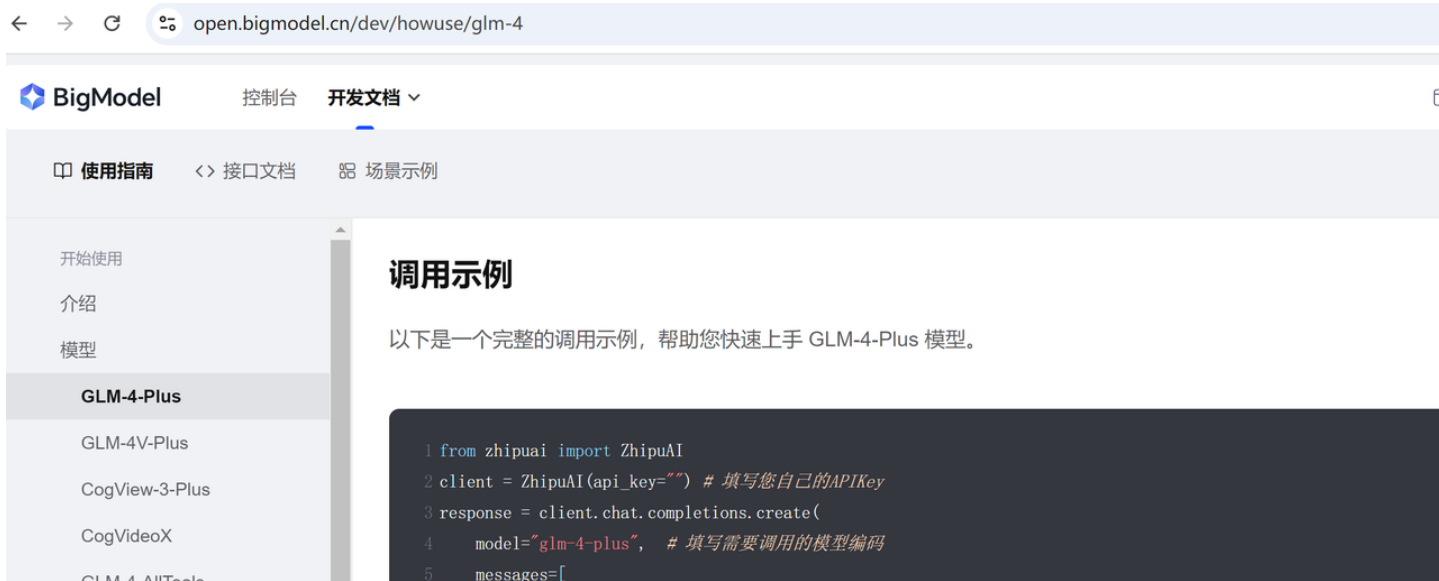 open.bigmodel.cn/dev/howuse/glm-4
BigModel 控制台 开发文档
使用指南 <> 接口文档 场景示例
开始使用
介绍
模型
GLM-4-Plus
GLM-4V-Plus
CogView-3-Plus
CogVideoX
GLM-4-AllTools
调用示例
以下是一个完整的调用示例，帮助您快速上手 GLM-4-Plus 模型。
1 from zhipuai import ZhipuAI
2 client = ZhipuAI(api_key="") # 填写您自己的APIKey
3 response = client.chat.completions.create(
4     model="glm-4-plus",  # 填写需要调用的模型编码
5     messages=[